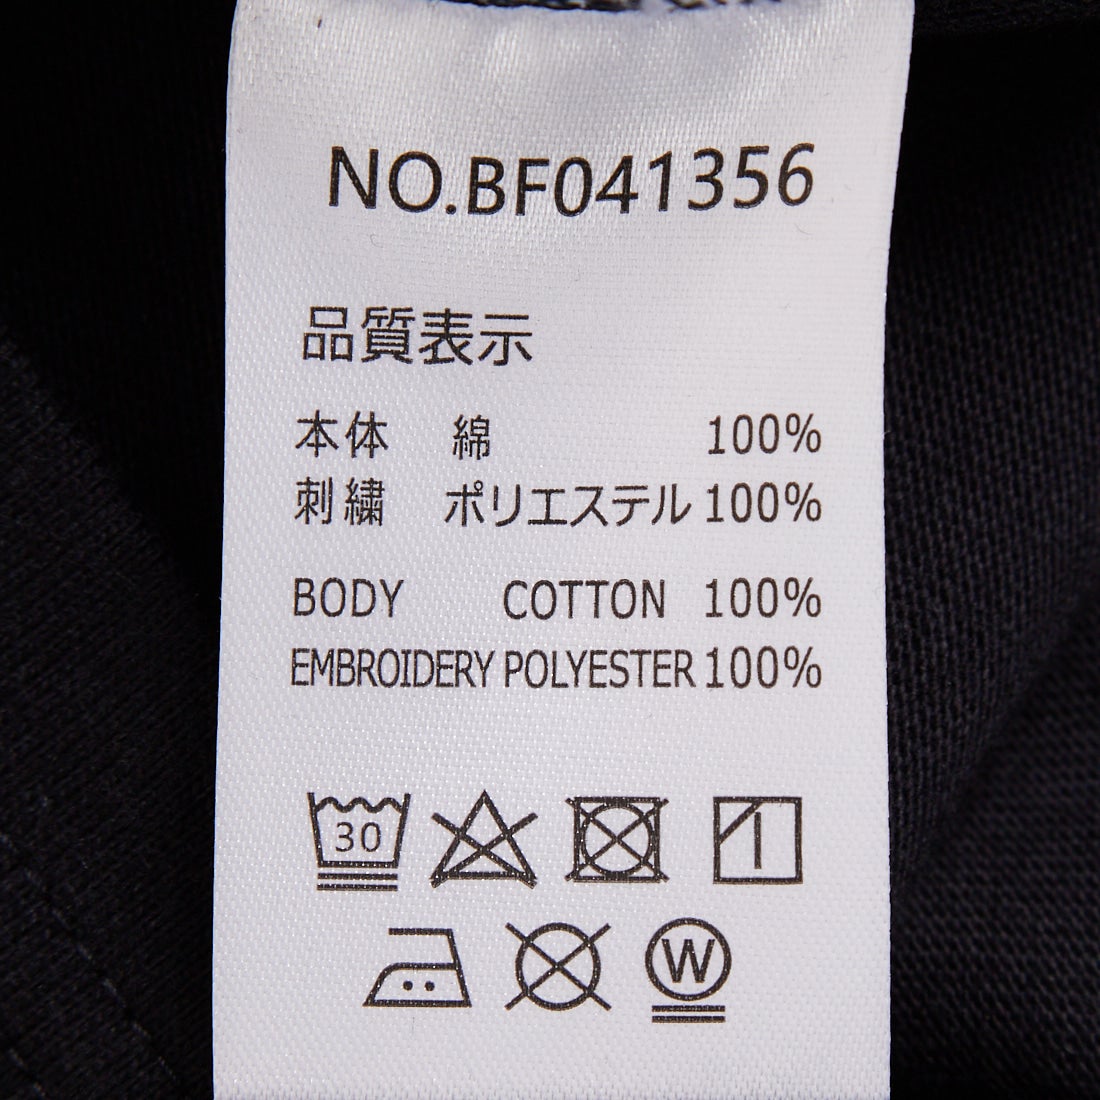 NO.BF041356
品質表示
本体 綿 100%
刺繍 ポリエステル 100%
BODY COTTON 100%
EMBROIDERY POLYESTER 100%
30
W